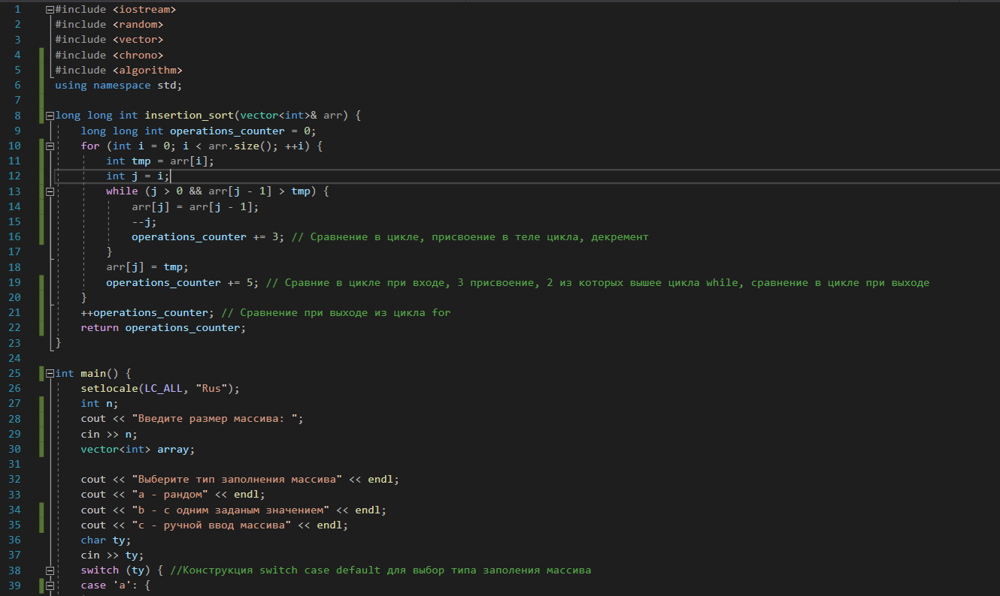 1 #include <iostream>
2 #include <random>
3 #include <vector>
4 #include <chrono>
5 #include <algorithm>
6 using namespace std;
7
8 long long int insertion_sort(vector<int>& arr) {
9 long long int operations_counter = 0;
10 for (int i = 0; i < arr.size(); ++i) {
11 int tmp = arr[i];
12 int j = i;
13 while (j > 0 && arr[j - 1] > tmp) {
14 arr[j] = arr[j - 1];
15 --j;
16 operations_counter += 3; // Сравнение в цикле, присвоение в теле цикла, декремент
17 }
18 arr[j] = tmp;
19 operations_counter += 5; // Сравние в цикле при входе, 3 присвоение, 2 из которых вышее цикла while, сравнение в цикле при выходе
20 }
21 ++operations_counter; // Сравнение при выходе из цикла for
22 return operations_counter;
23 }
24
25 int main() {
26 setlocale(LC_ALL, "Rus");
27 int n;
28 cout << "Введите размер массива: ";
29 cin >> n;
30 vector<int> array;
31
32 cout << "Выберите тип заполнения массива" << endl;
33 cout << "a - рандом" << endl;
34 cout << "b - с одним заданым значением" << endl;
35 cout << "c - ручной ввод массива" << endl;
36 char ty;
37 cin >> ty;
38 switch (ty) { //Конструкция switch case default для выбор типа заполения массива
39 case 'a': {